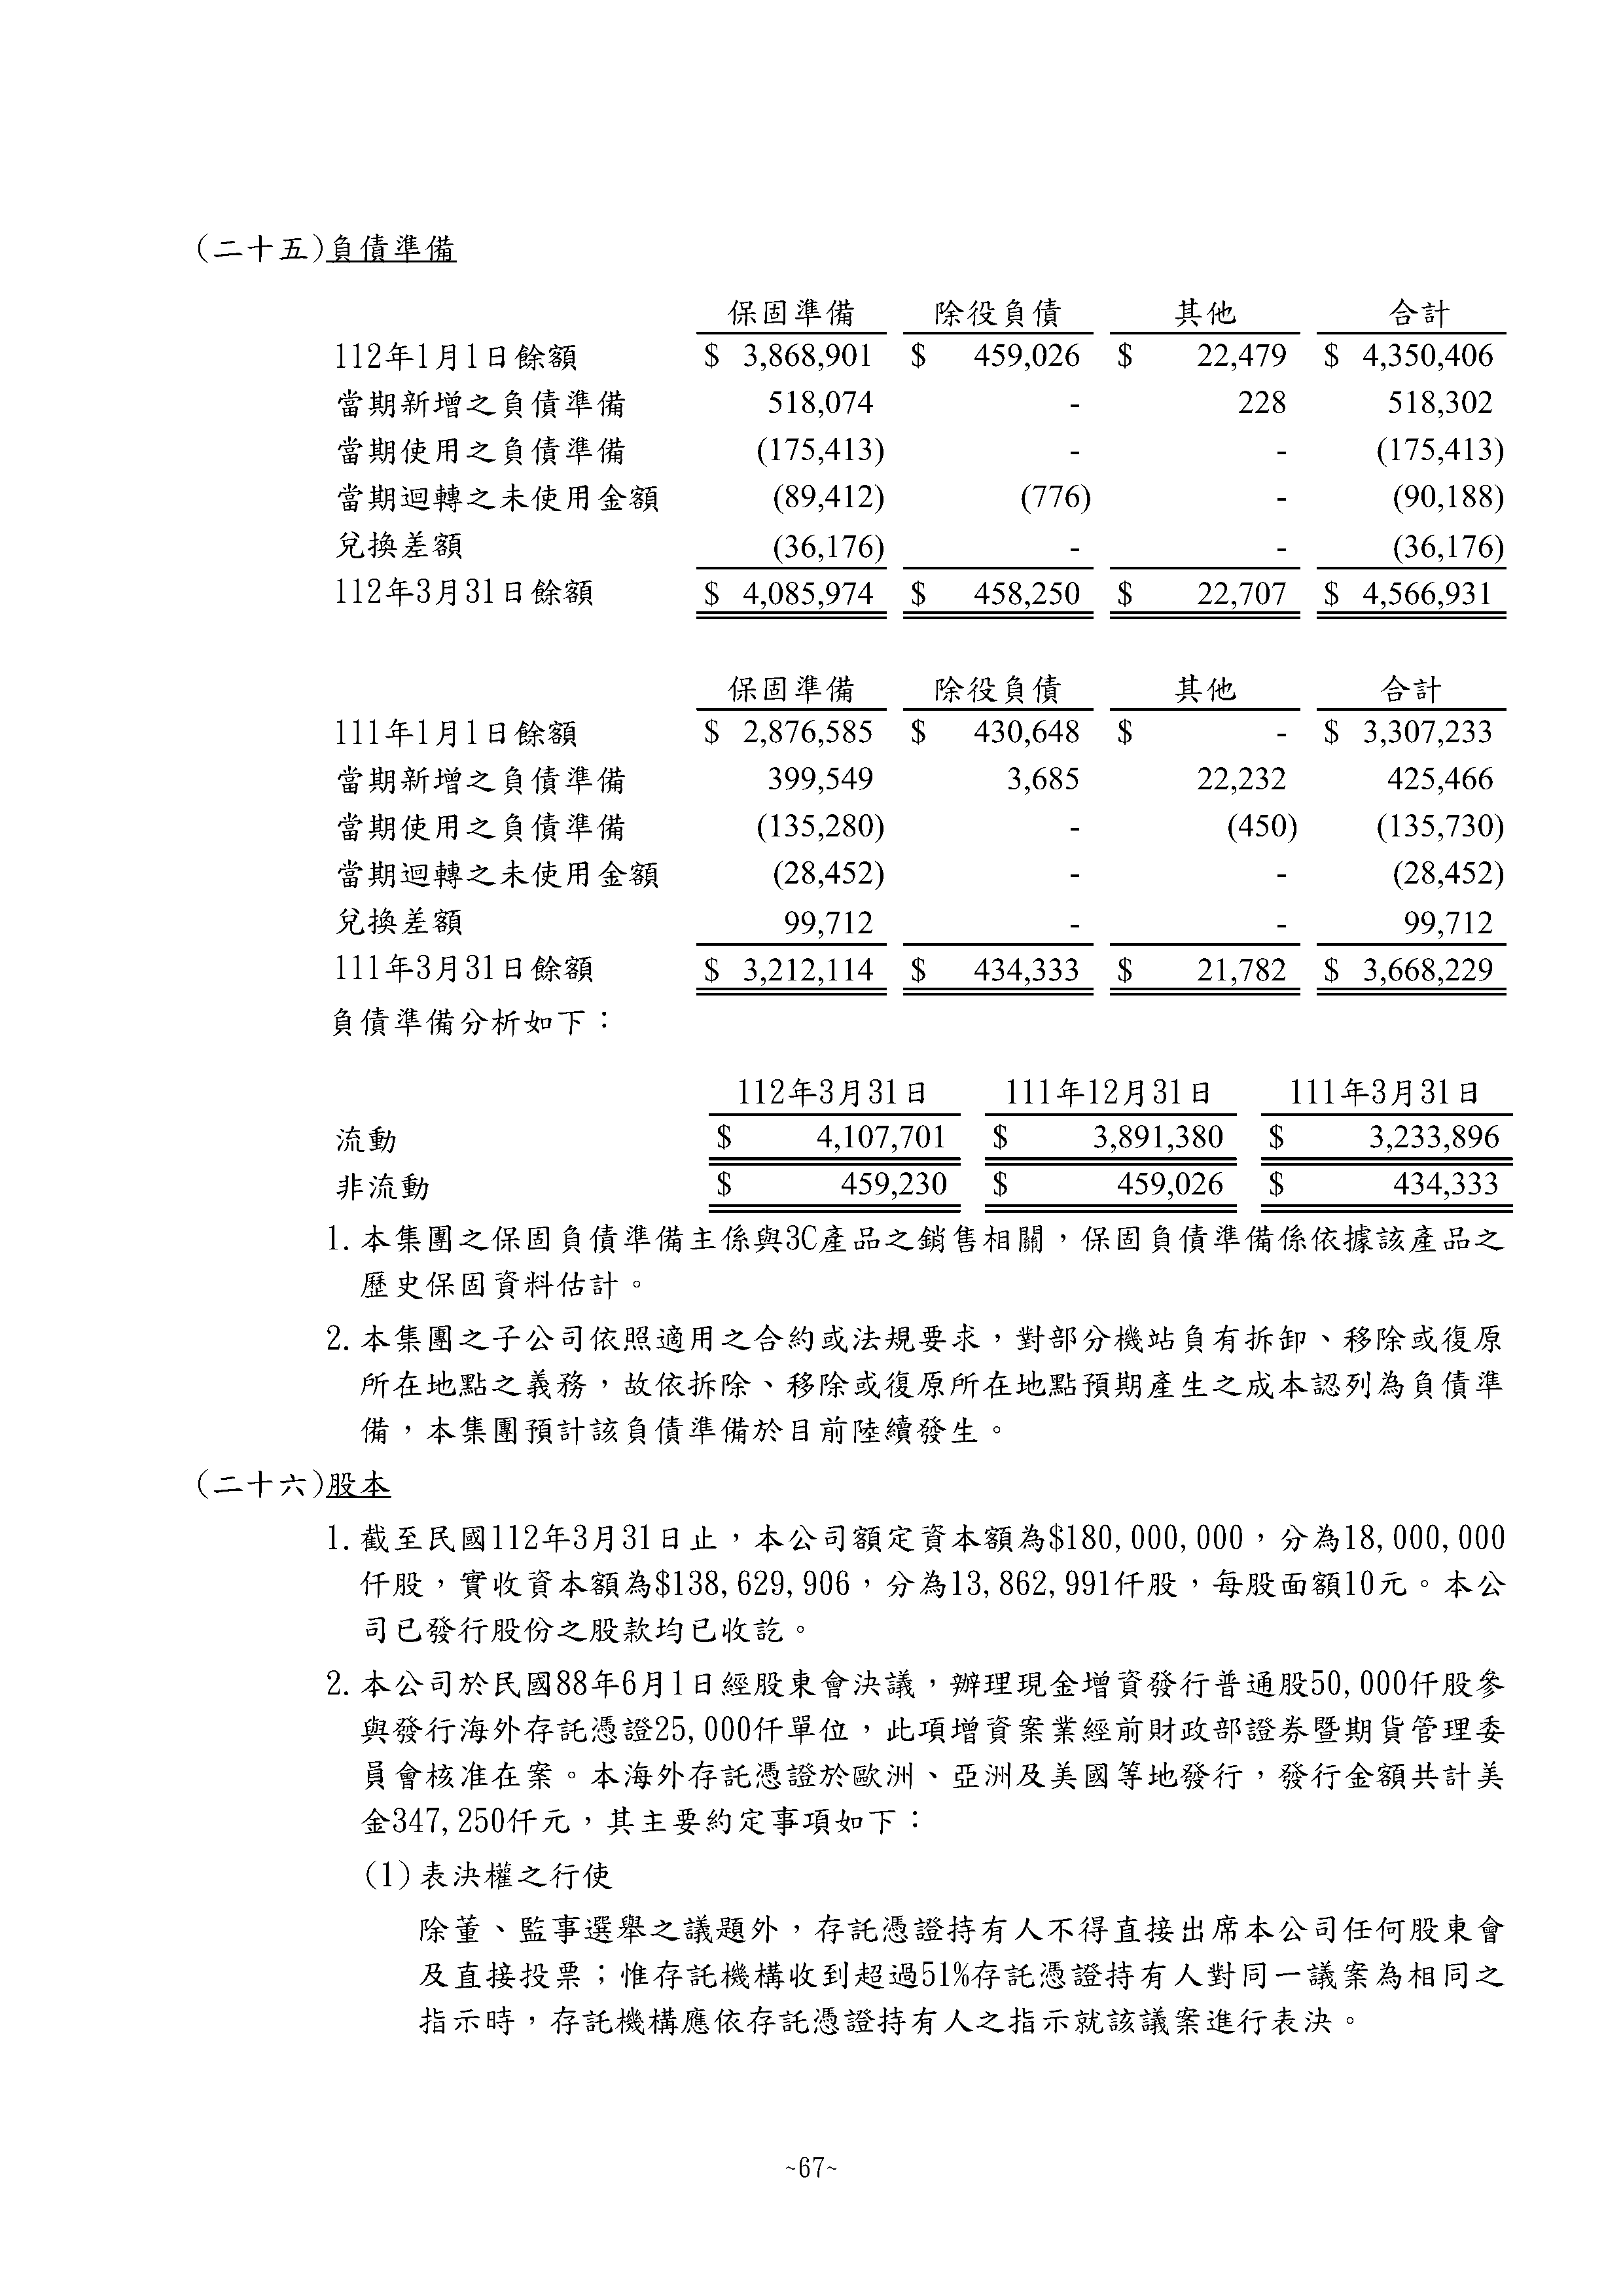 (二十五)負債準備
保固準備 除役負債 其他 合計
112年1月1日餘額 $ 3,868,901 $ 459,026 $ 22,479 $ 4,350,406
當期新增之負債準備 518,074 - 228 518,302
當期使用之負債準備 (175,413) - - (175,413)
當期迴轉之未使用金額 (89,412) (776) - (90,188)
兌換差額 (36,176) - - (36,176)
112年3月31日餘額 $ 4,085,974 $ 458,250 $ 22,707 $ 4,566,931
保固準備 除役負債 其他 合計
111年1月1日餘額 $ 2,876,585 $ 430,648 $ - $ 3,307,233
當期新增之負債準備 399,549 3,685 22,232 425,466
當期使用之負債準備 (135,280) - (450) (135,730)
當期迴轉之未使用金額 (28,452) - - (28,452)
兌換差額 99,712 - - 99,712
111年3月31日餘額 $ 3,212,114 $ 434,333 $ 21,782 $ 3,668,229
負債準備分析如下：
112年3月31日 111年12月31日 111年3月31日
流動 $ 4,107,701 $ 3,891,380 $ 3,233,896
非流動 $ 459,230 $ 459,026 $ 434,333
1.本集團之保固負債準備主係與3C產品之銷售相關，保固負債準備係依據該產品之
歷史保固資料估計。
2.本集團之子公司依照適用之合約或法規要求，對部分機站負有拆卸、移除或復原
所在地點之義務，故依拆除、移除或復原所在地點預期產生之成本認列為負債準
備，本集團預計該負債準備於目前陸續發生。
(二十六)股本
1.截至民國112年3月31日止，本公司額定資本額為$180,000,000，分為18,000,000
仟股，實收資本額為$138,629,906，分為13,862,991仟股，每股面額10元。本公
司已發行股份之股款均已收訖。
2.本公司於民國88年6月1日經股東會決議，辦理現金增資發行普通股50,000仟股參
與發行海外存託憑證25,000仟單位，此項增資案業經前財政部證券暨期貨管理委
員會核准在案。本海外存託憑證於歐洲、亞洲及美國等地發行，發行金額共計美
金347,250仟元，其主要約定事項如下：
(1)表決權之行使
除董、監事選舉之議題外，存託憑證持有人不得直接出席本公司任何股東會
及直接投票；惟存託機構收到超過51%存託憑證持有人對同一議案為相同之
指示時，存託機構應依存託憑證持有人之指示就該議案進行表決。
~67~